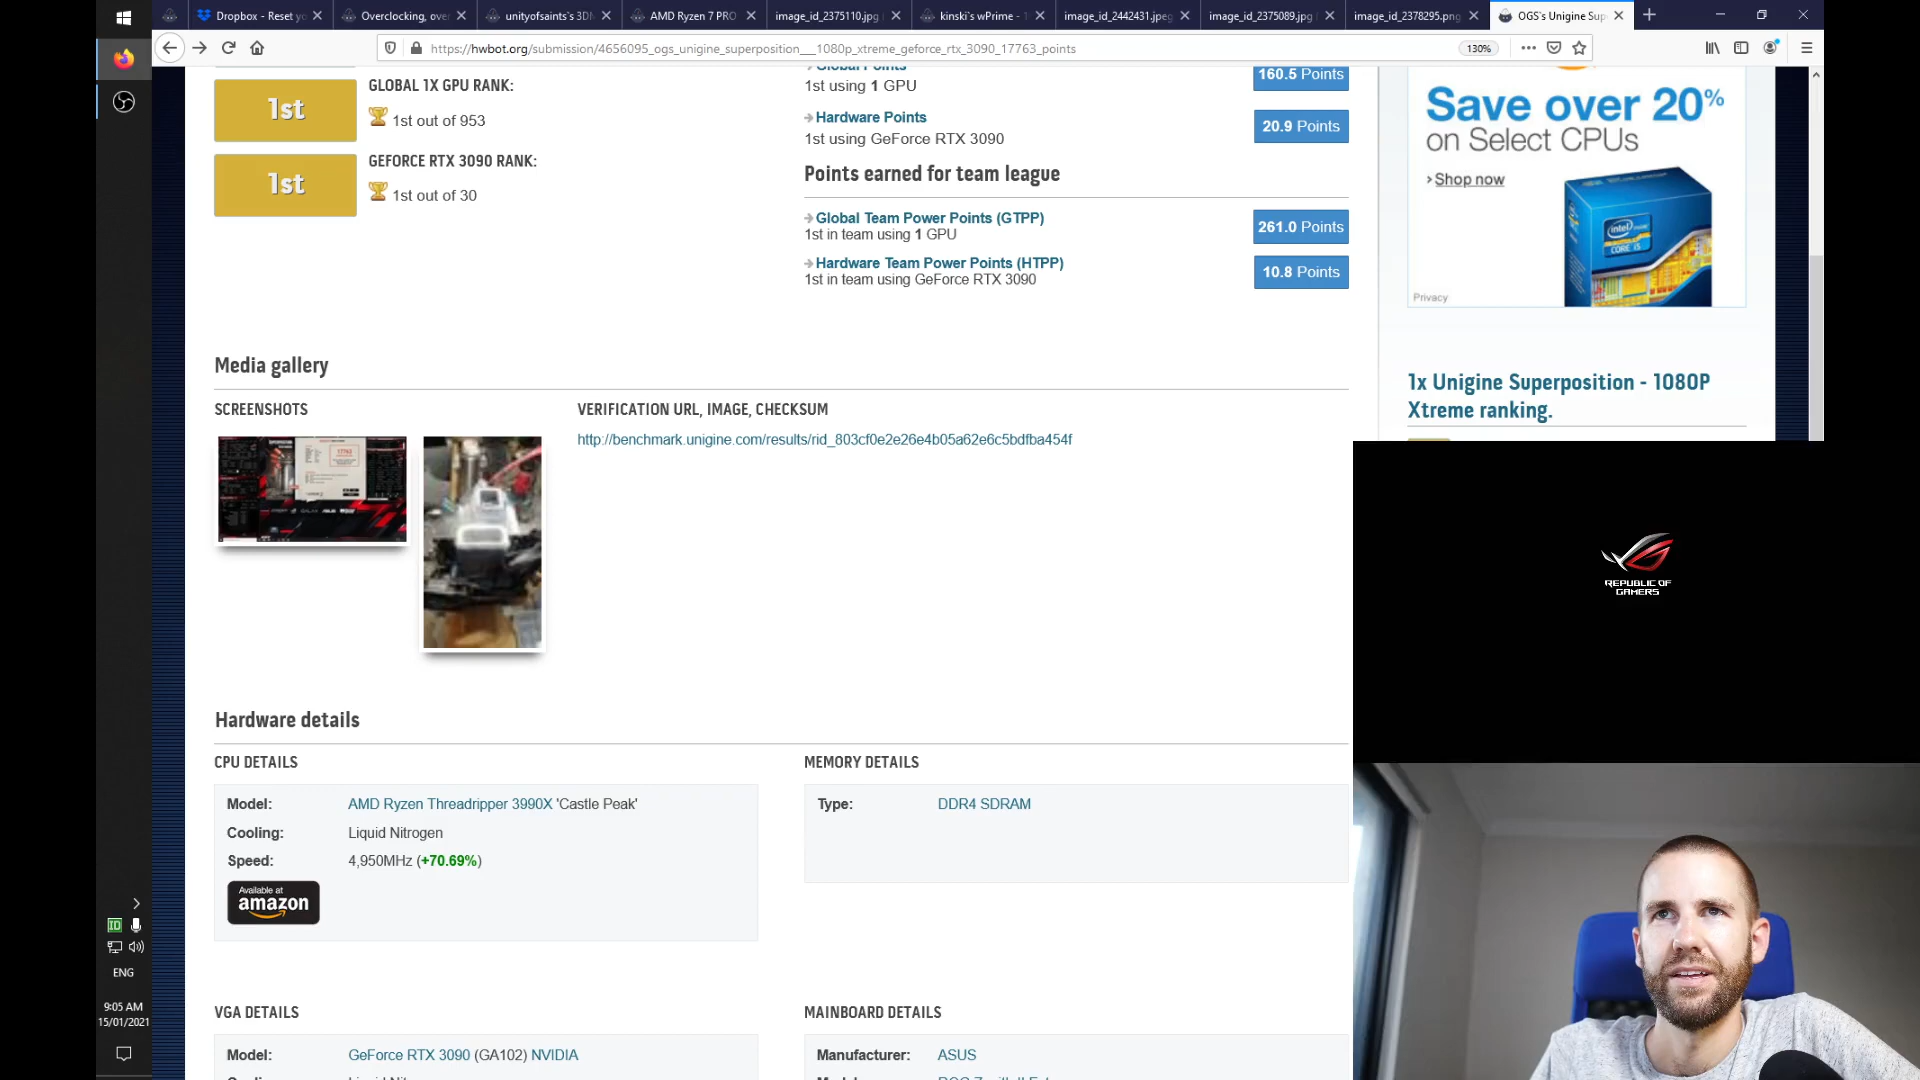 Dropbox - Reset yo
Overclocking, ove
unityofsaints's 3D
AMD Ryzen 7 PRO
image_id_2375110.jpg
kinski's wPrime - 1
image_id_2442431.jpeg
image_id_2375089.jpg
image_id_2378295.png
OGS's Unigine Sup
https://hwbot.org/submission/4656095_ogs_unigine_superposition___1080p_xtreme_geforce_rtx_3090_17763_points
130%
1st
GLOBAL 1X GPU RANK:
1st out of 953
1st
GEFORCE RTX 3090 RANK:
1st out of 30
Global Points
1st using 1 GPU
160.5 Points
Hardware Points
1st using GeForce RTX 3090
20.9 Points
Points earned for team league
Global Team Power Points (GTPP)
1st in team using 1 GPU
261.0 Points
Hardware Team Power Points (HTPP)
1st in team using GeForce RTX 3090
10.8 Points
Save over 20%
on Select CPUs
Shop now
intel
CORE i5
Privacy
1x Unigine Superposition - 1080P
Xtreme ranking.
Media gallery
SCREENSHOTS
VERIFICATION URL, IMAGE, CHECKSUM
http://benchmark.unigine.com/results/rid_803cf0e2e26e4b05a62e6c5bdfba454f
17763
REPUBLIC OF
GAMERS
Hardware details
CPU DETAILS
Model: AMD Ryzen Threadripper 3990X 'Castle Peak'
Cooling: Liquid Nitrogen
Speed: 4,950MHz (+70.69%)
Available at
amazon
MEMORY DETAILS
Type: DDR4 SDRAM
VGA DETAILS
Model: GeForce RTX 3090 (GA102) NVIDIA
MAINBOARD DETAILS
Manufacturer: ASUS
ENG
9:05 AM
15/01/2021